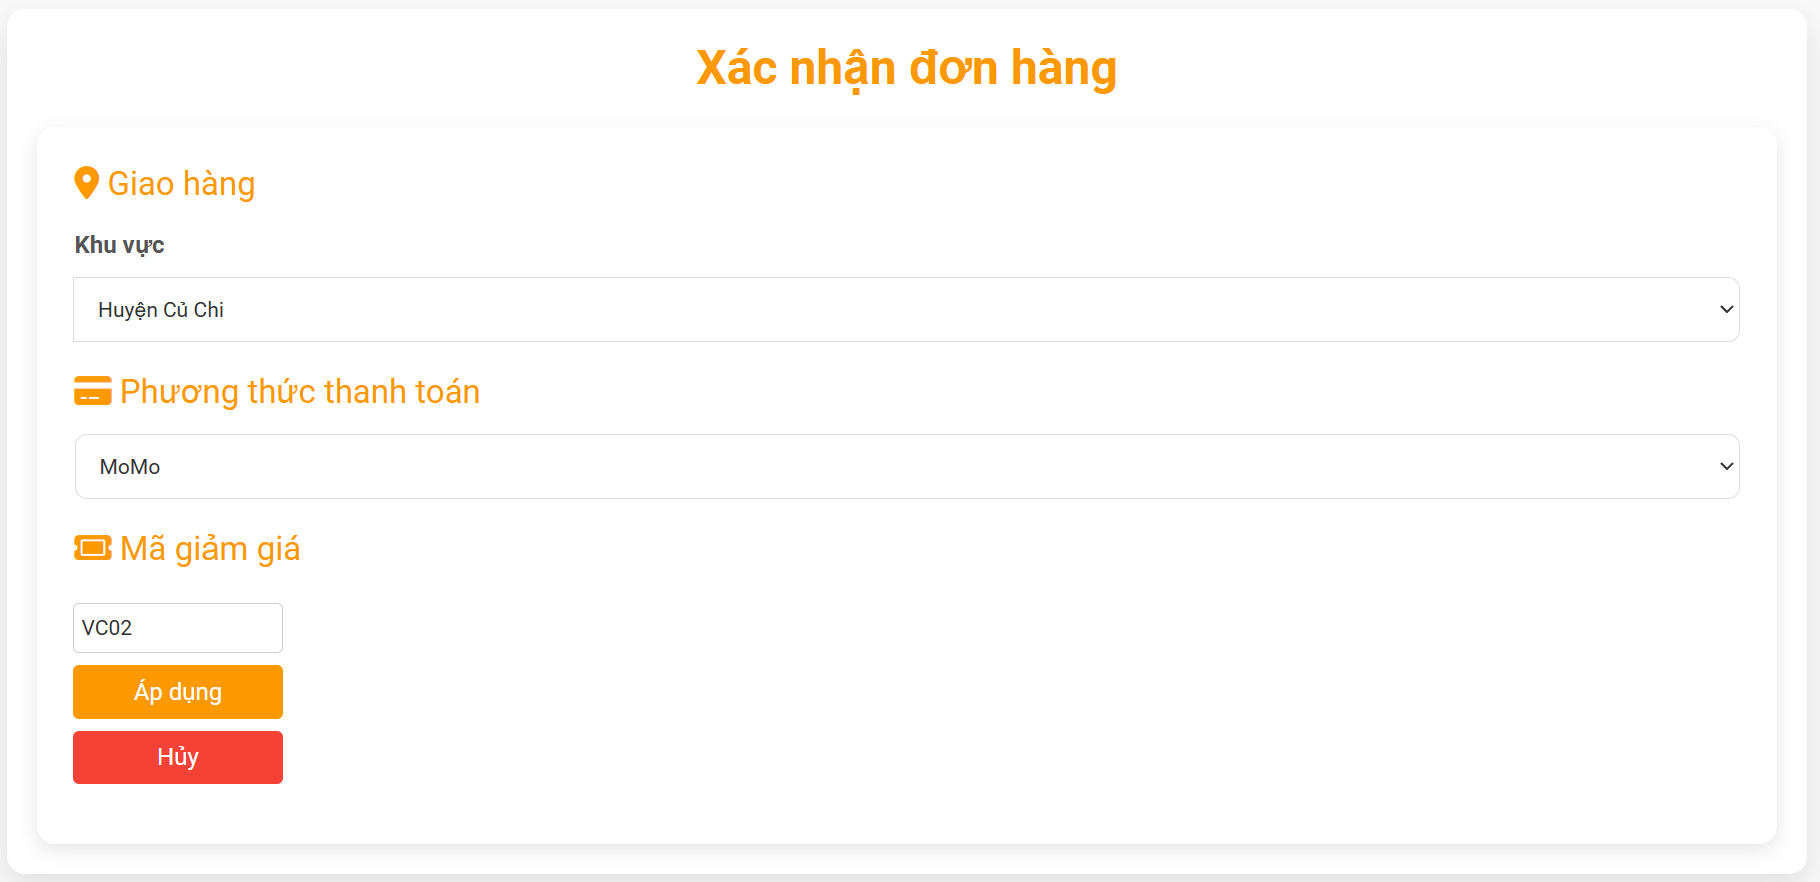 Xác nhận đơn hàng
Giao hàng
Khu vực
Huyện Củ Chi
Phương thức thanh toán
MoMo
Mã giảm giá
VC02
Áp dụng
Hủy